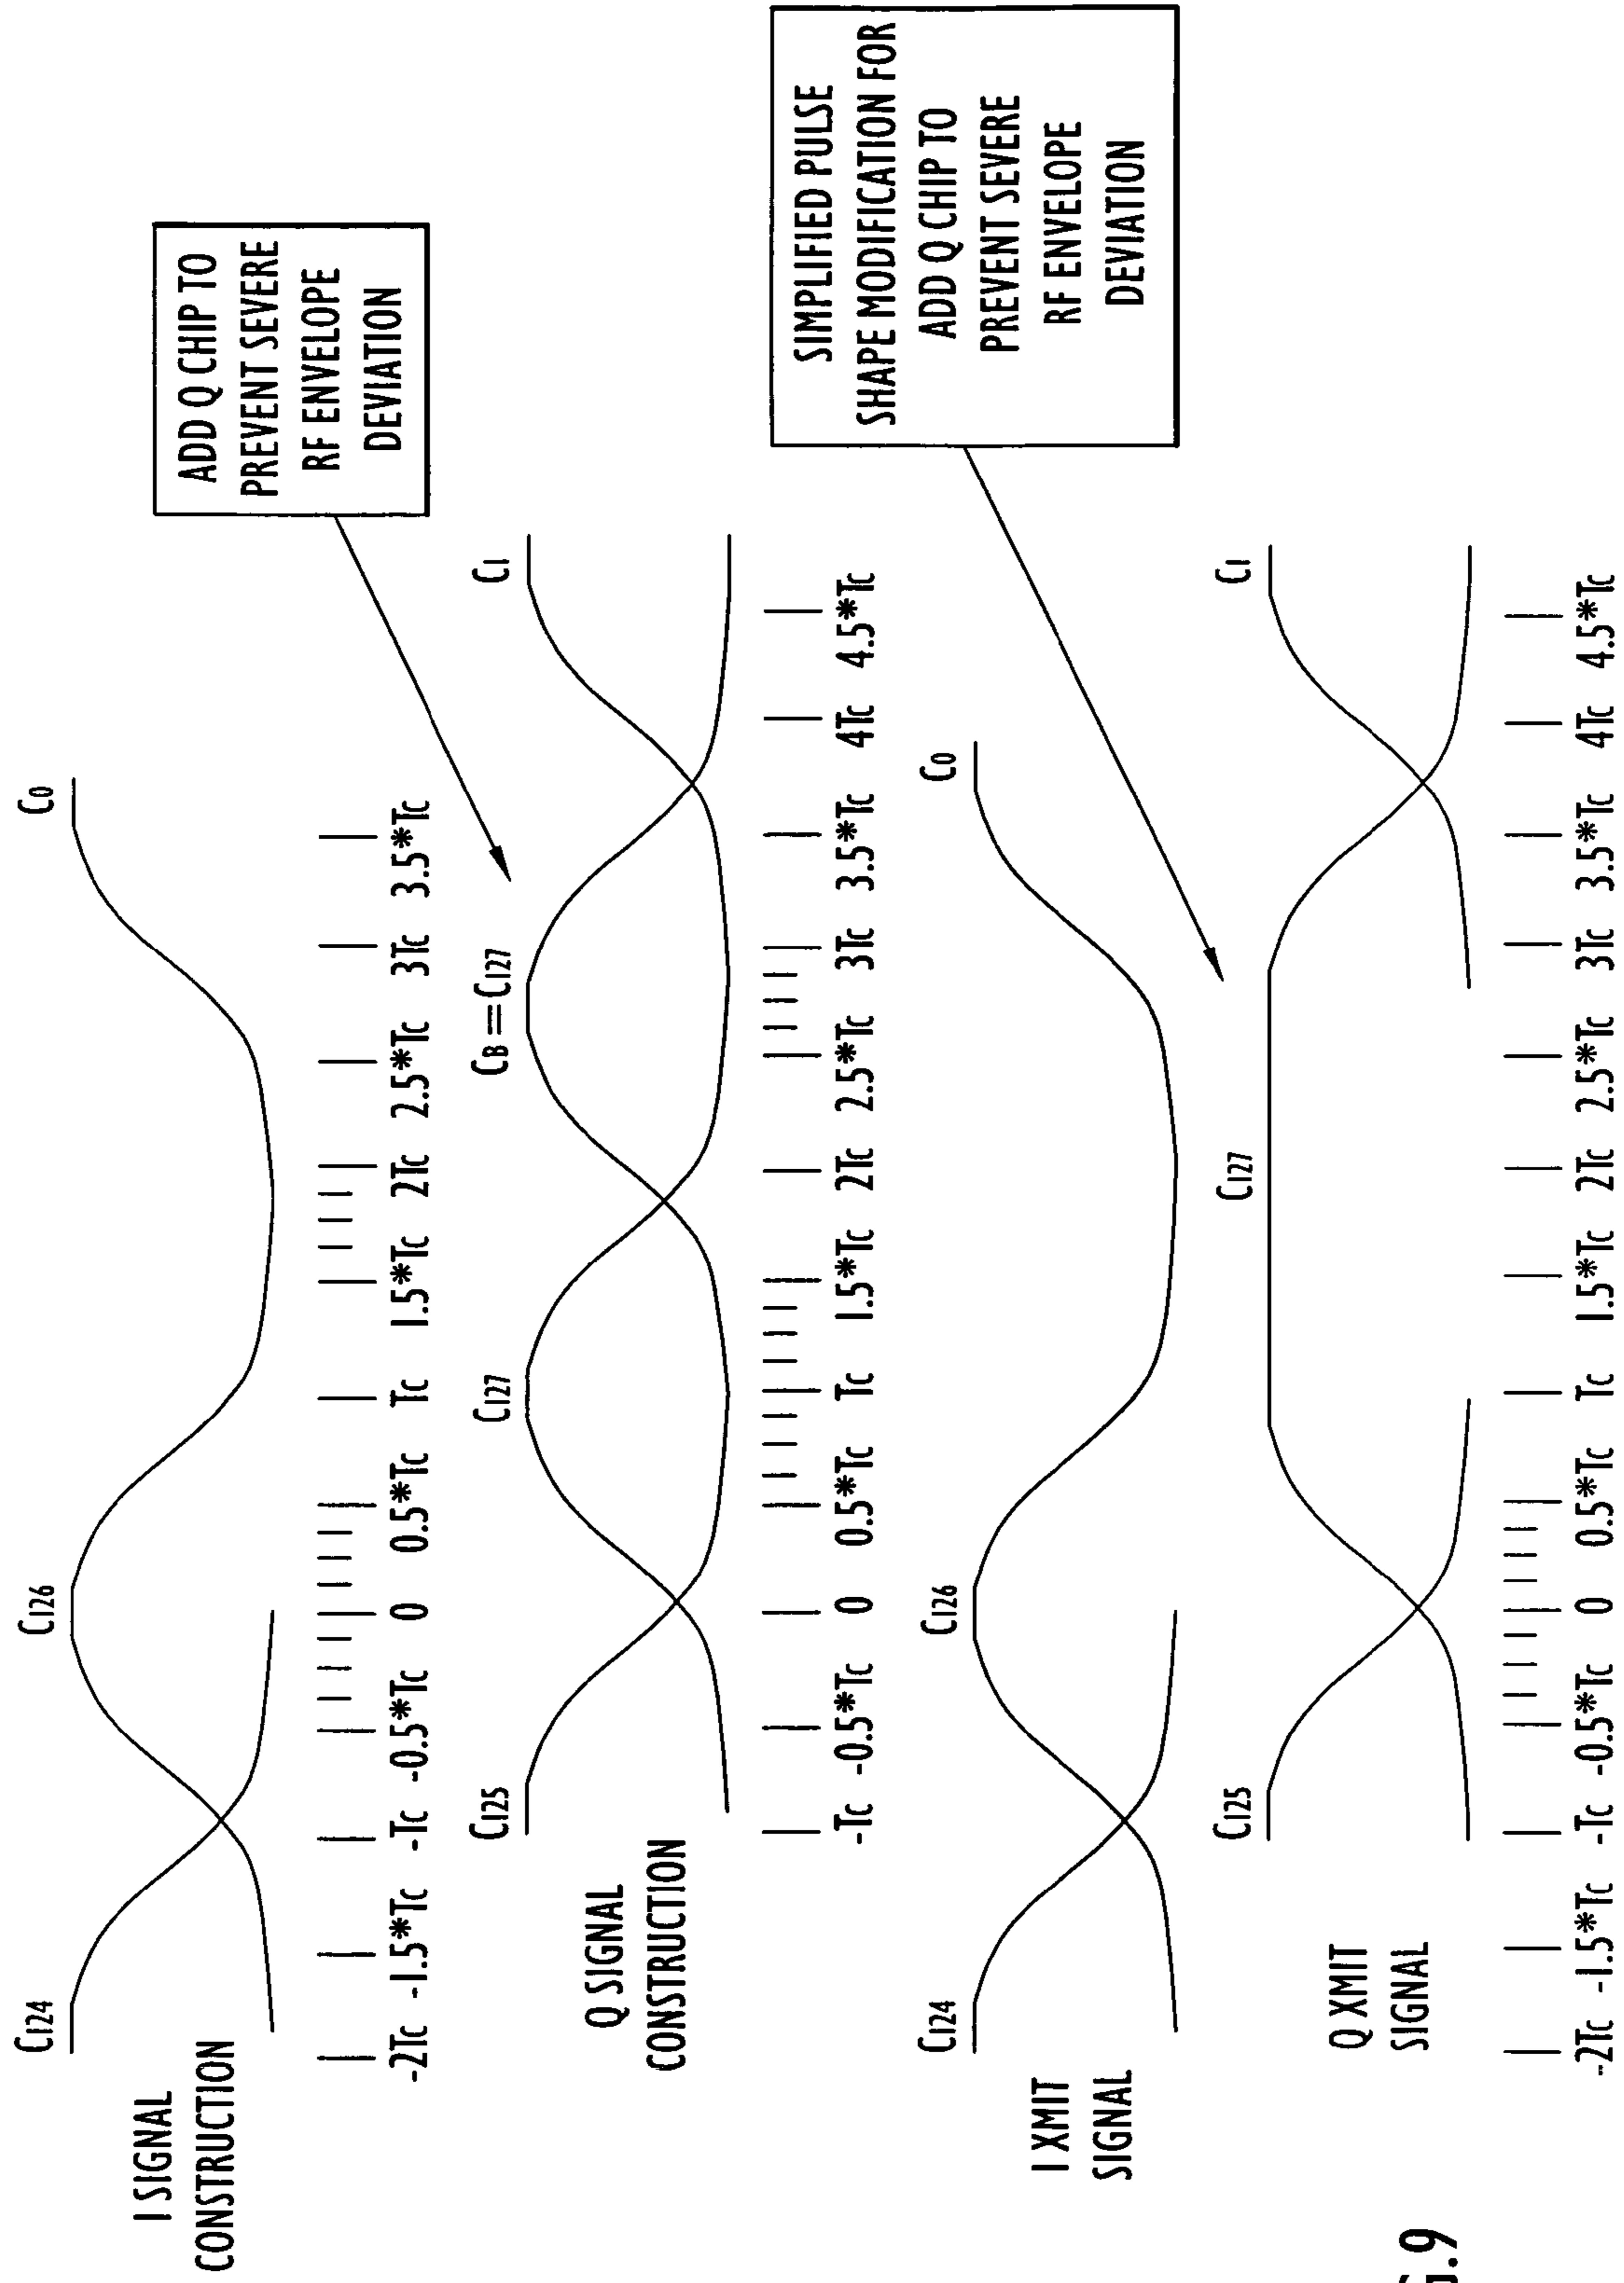 C124 C126 C0
I SIGNAL
CONSTRUCTION
-2TC -1.5*TC -TC -0.5*TC 0 0.5*TC TC 1.5*TC 2TC 2.5*TC 3TC 3.5*TC
ADD Q CHIP TO
PREVENT SEVERE
RF ENVELOPE
DEVIATION
C125 C127 CB==C127 C1
Q SIGNAL
CONSTRUCTION
-TC -0.5*TC 0 0.5*TC TC 1.5*TC 2TC 2.5*TC 3TC 3.5*TC 4TC 4.5*TC
SIMPLIFIED PULSE
SHAPE MODIFICATION FOR
ADD Q CHIP TO
PREVENT SEVERE
RF ENVELOPE
DEVIATION
C124 C126 C0
I XMIT
SIGNAL
C125 C127 C1
Q XMIT
SIGNAL
-2TC -1.5*TC -TC -0.5*TC 0 0.5*TC TC 1.5*TC 2TC 2.5*TC 3TC 3.5*TC 4TC 4.5*TC
G.9